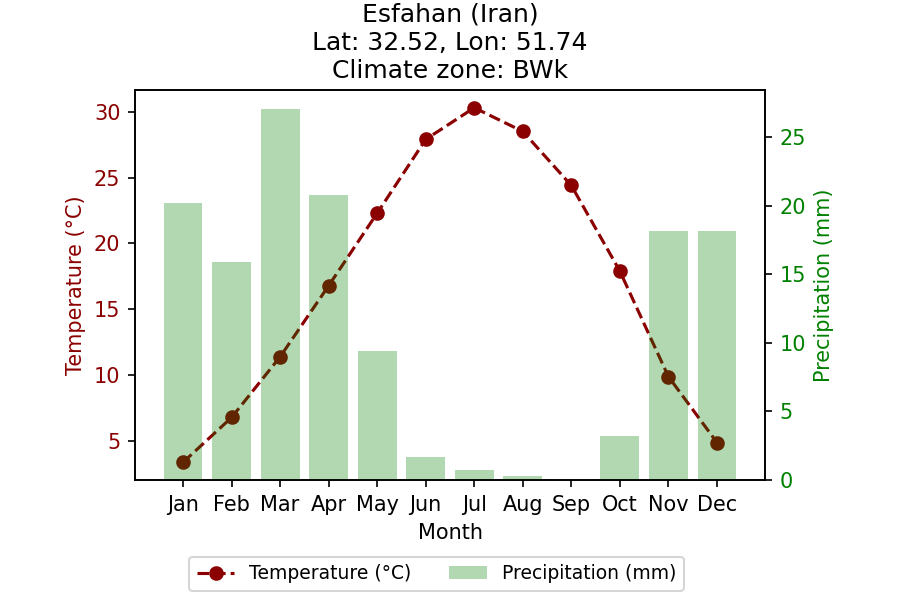 Esfahan (Iran)
Lat: 32.52, Lon: 51.74
Climate zone: BWk
30
25
20
15
10
5
Temperature (°C)
25
20
15
10
5
0
Precipitation (mm)
Jan Feb Mar Apr May Jun Jul Aug Sep Oct Nov Dec
Month
Temperature (°C) Precipitation (mm)